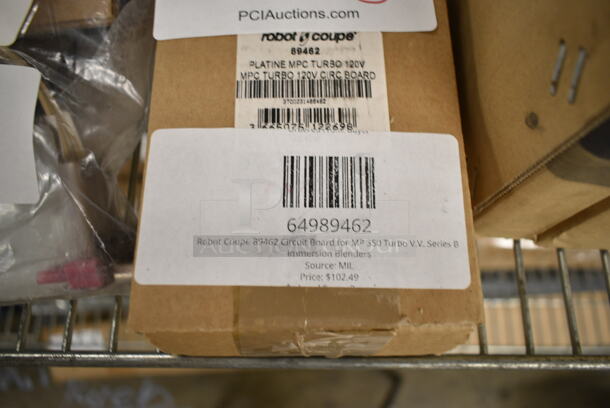 PCIAuctions.com
robot coupe
89462
PLATINE MPC TURBO 120V
MPC TURBO 120V CIRC BOARD
64989462
Robot Coupe 89462 Circuit Board for MP 350 Turbo V.V. Series B
Immersion Blenders
Source: MIL
Price: $102.49